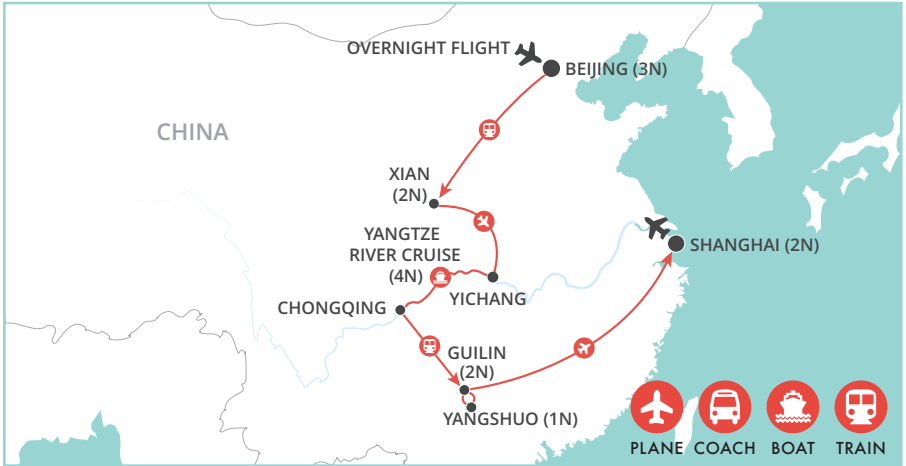 OVERNIGHT FLIGHT
BEIJING (3N)
CHINA
XIAN
(2N)
YANGTZE
RIVER CRUISE
(4N)
SHANGHAI (2N)
YICHANG
CHONGQING
GUILIN
(2N)
YANGSHUO (1N)
PLANE COACH BOAT TRAIN